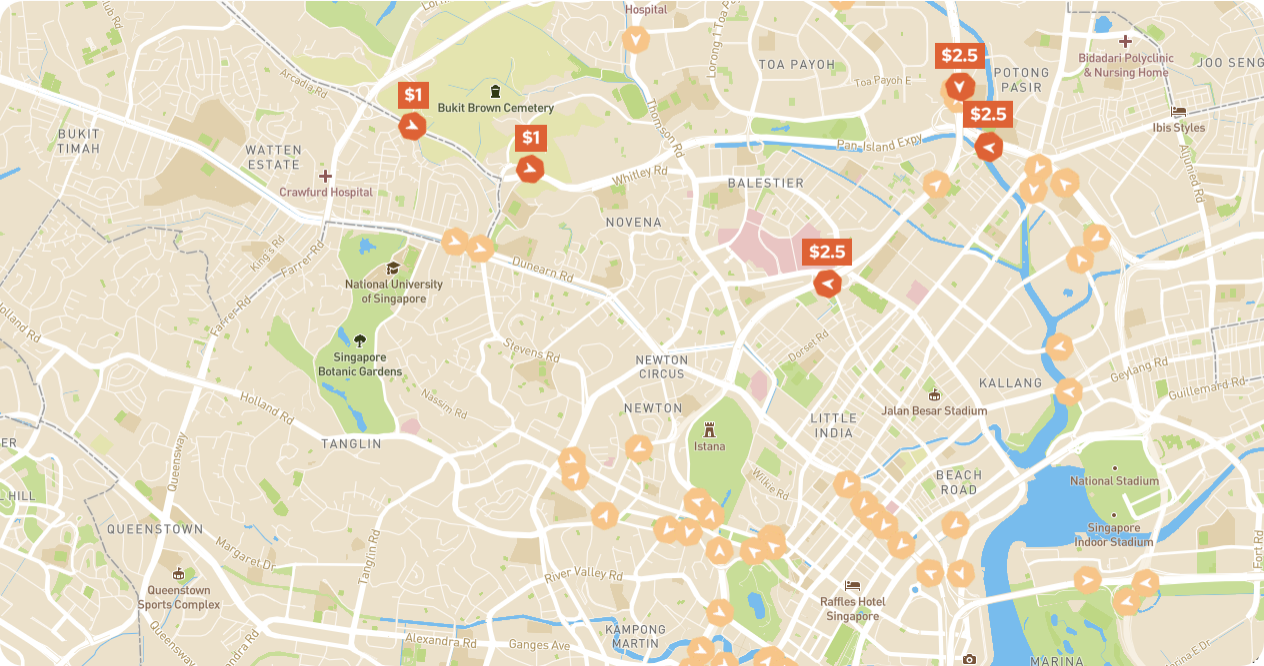 Hospital
Lorong 1 Toa
TOA PAYOH
Toa Payoh E
$2.5
POTONG
PASIR
Bidadari Polyclinic
& Nursing Home
JOO SENG
Arcadia Rd
$1
Bukit Brown Cemetery
$2.5
Ibis Styles
BUKIT
TIMAH
WATTEN
ESTATE
$1
Thomson Rd
Pan-Island Expy
Aljunied Rd
Crawfurd Hospital
Whitley Rd
BALESTIER
NOVENA
King's Rd
Farrer Rd
Dunearn Rd
$2.5
National University
of Singapore
Farrer Rd
Holland Rd
Singapore
Botanic Gardens
Stevens Rd
NEWTON
CIRCUS
Dorset Rd
KALLANG
Geylang Rd
Guillemard Rd
Nassim Rd
Holland Rd
NEWTON
Jalan Besar Stadium
TANGLIN
Istana
LITTLE
INDIA
Queensway
HILL
Wilkie Rd
BEACH
ROAD
National Stadium
QUEENSTOWN
Singapore
Indoor Stadium
Margaret Dr
Tanglin Rd
Fort Rd
River Valley Rd
Queenstown
Sports Complex
Raffles Hotel
Singapore
Queensway
Alexandra Rd
Ganges Ave
KAMPONG
MARTIN
MARINA